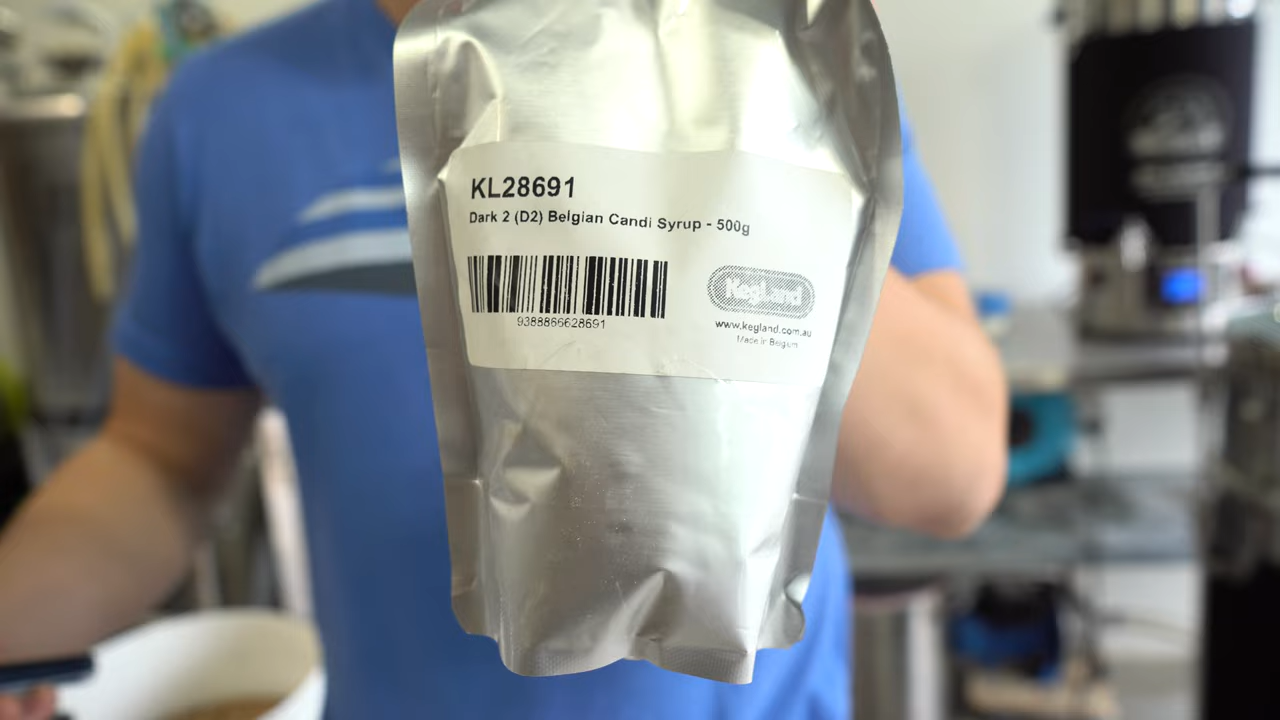 KL28691
Dark 2 (D2) Belgian Candi Syrup - 500g
9388866628691
KegLand
www.kegland.com.au
Made in Belgium